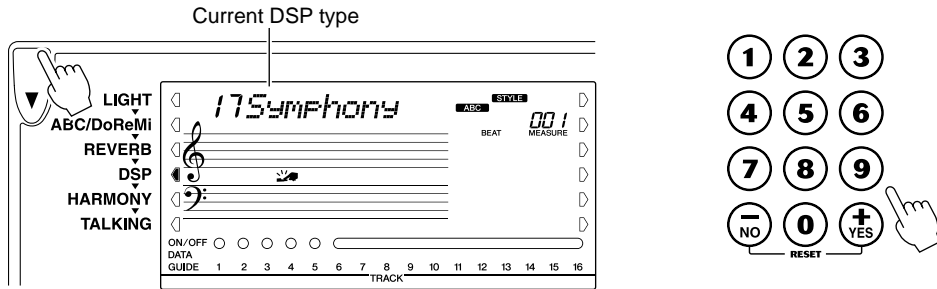 Current DSP type
LIGHT
ABC/DoReMi
REVERB
DSP
HARMONY
TALKING
17Symphony
ABC
STYLE
001
BEAT
MEASURE
ON/OFF
DATA
GUIDE 1 2 3 4 5 6 7 8 9 10 11 12 13 14 15 16
TRACK
1 2 3
4 5 6
7 8 9
− 0 +
NO YES
RESET